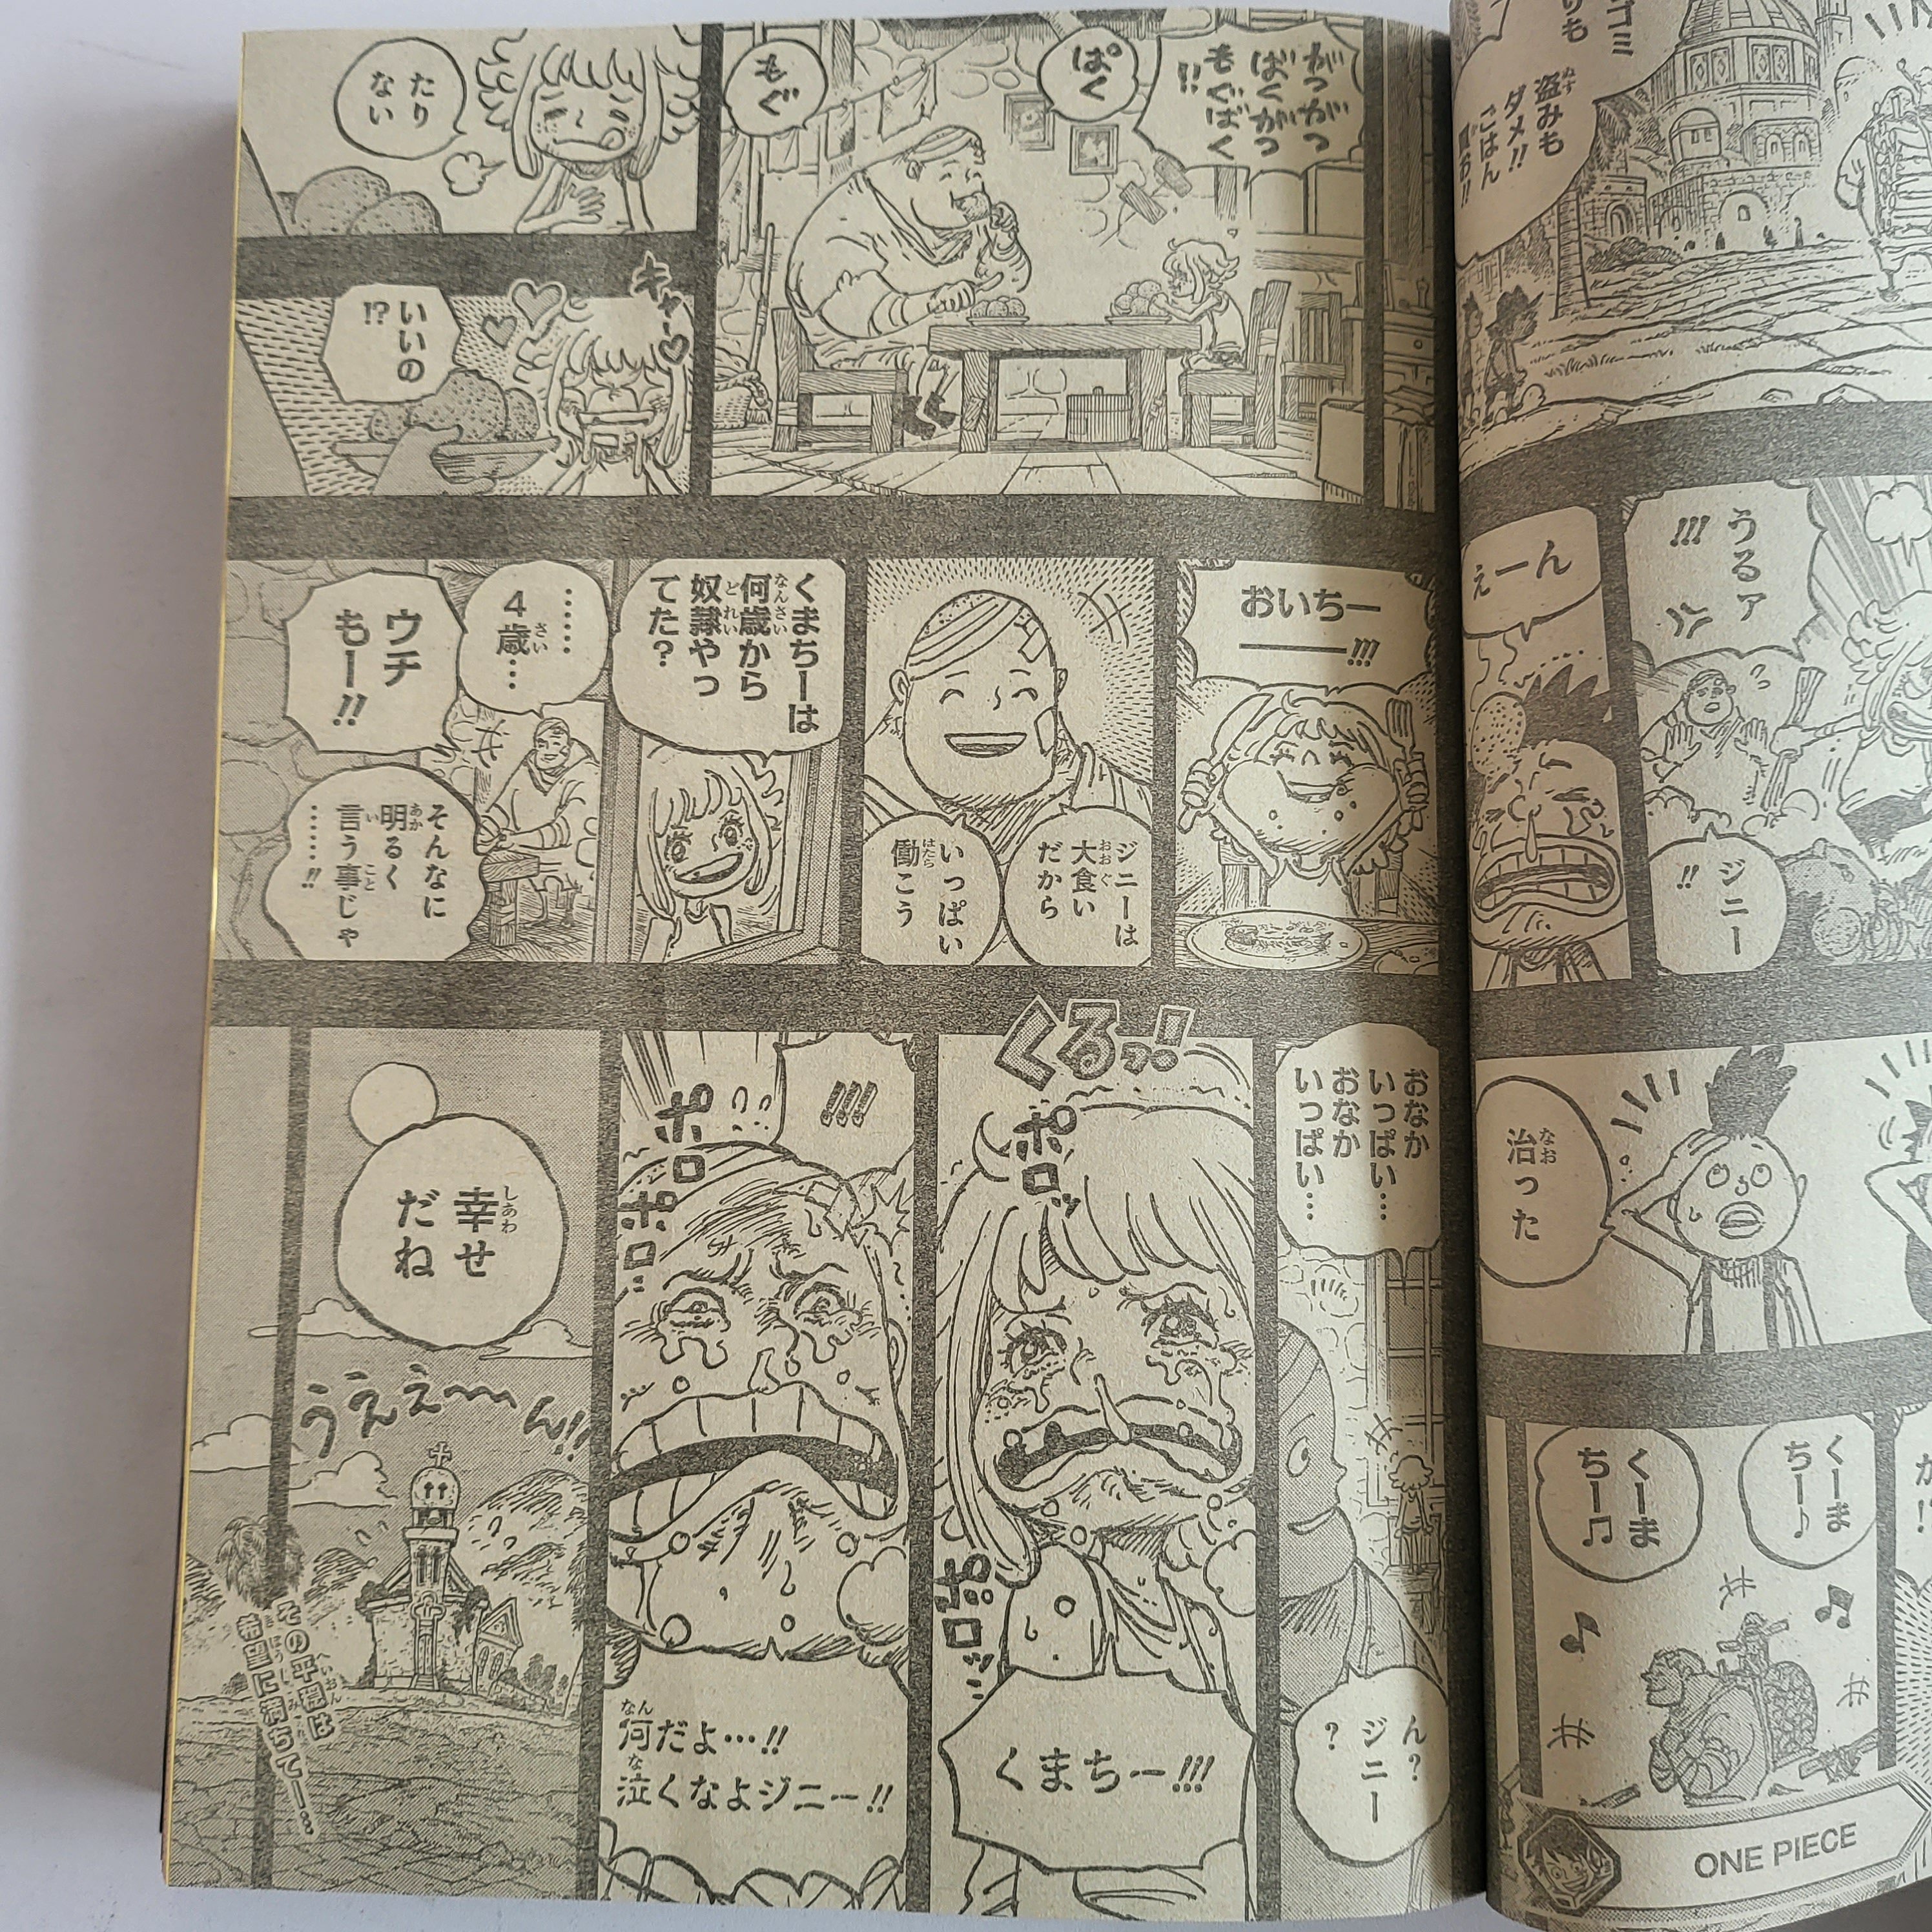 盗みも
ダメ!!
ごはん
うるァ
!!!
ジニー
!!
えーん
治った
くーま
ちー♪
くーま
ちー♫
ONE PIECE
がつがつ
ばくがつ
もぐばく
!!
ぱく
もぐ
たり
ない
キャー♡
いいの
!?
おいちー
――!!!
ジニーは
大食い
だから
いっぱい
働こう
くまちーは
何歳から
奴隷やっ
てた?
……
4歳…
ウチ
もー!!
そんなに
明るく
言う事じゃ
……!!
おなか
いっぱい…
おなか
いっぱい…
ん?
ジニー
?
くるっ!
ポロッ
ポロッ
くまちー!!!
!!!
ポロ
ポロ
何だよ…!!
泣くなよジニー!!
幸せ
だね
うええ〜〜ん!!
その平穏は
希望に満ちて――…